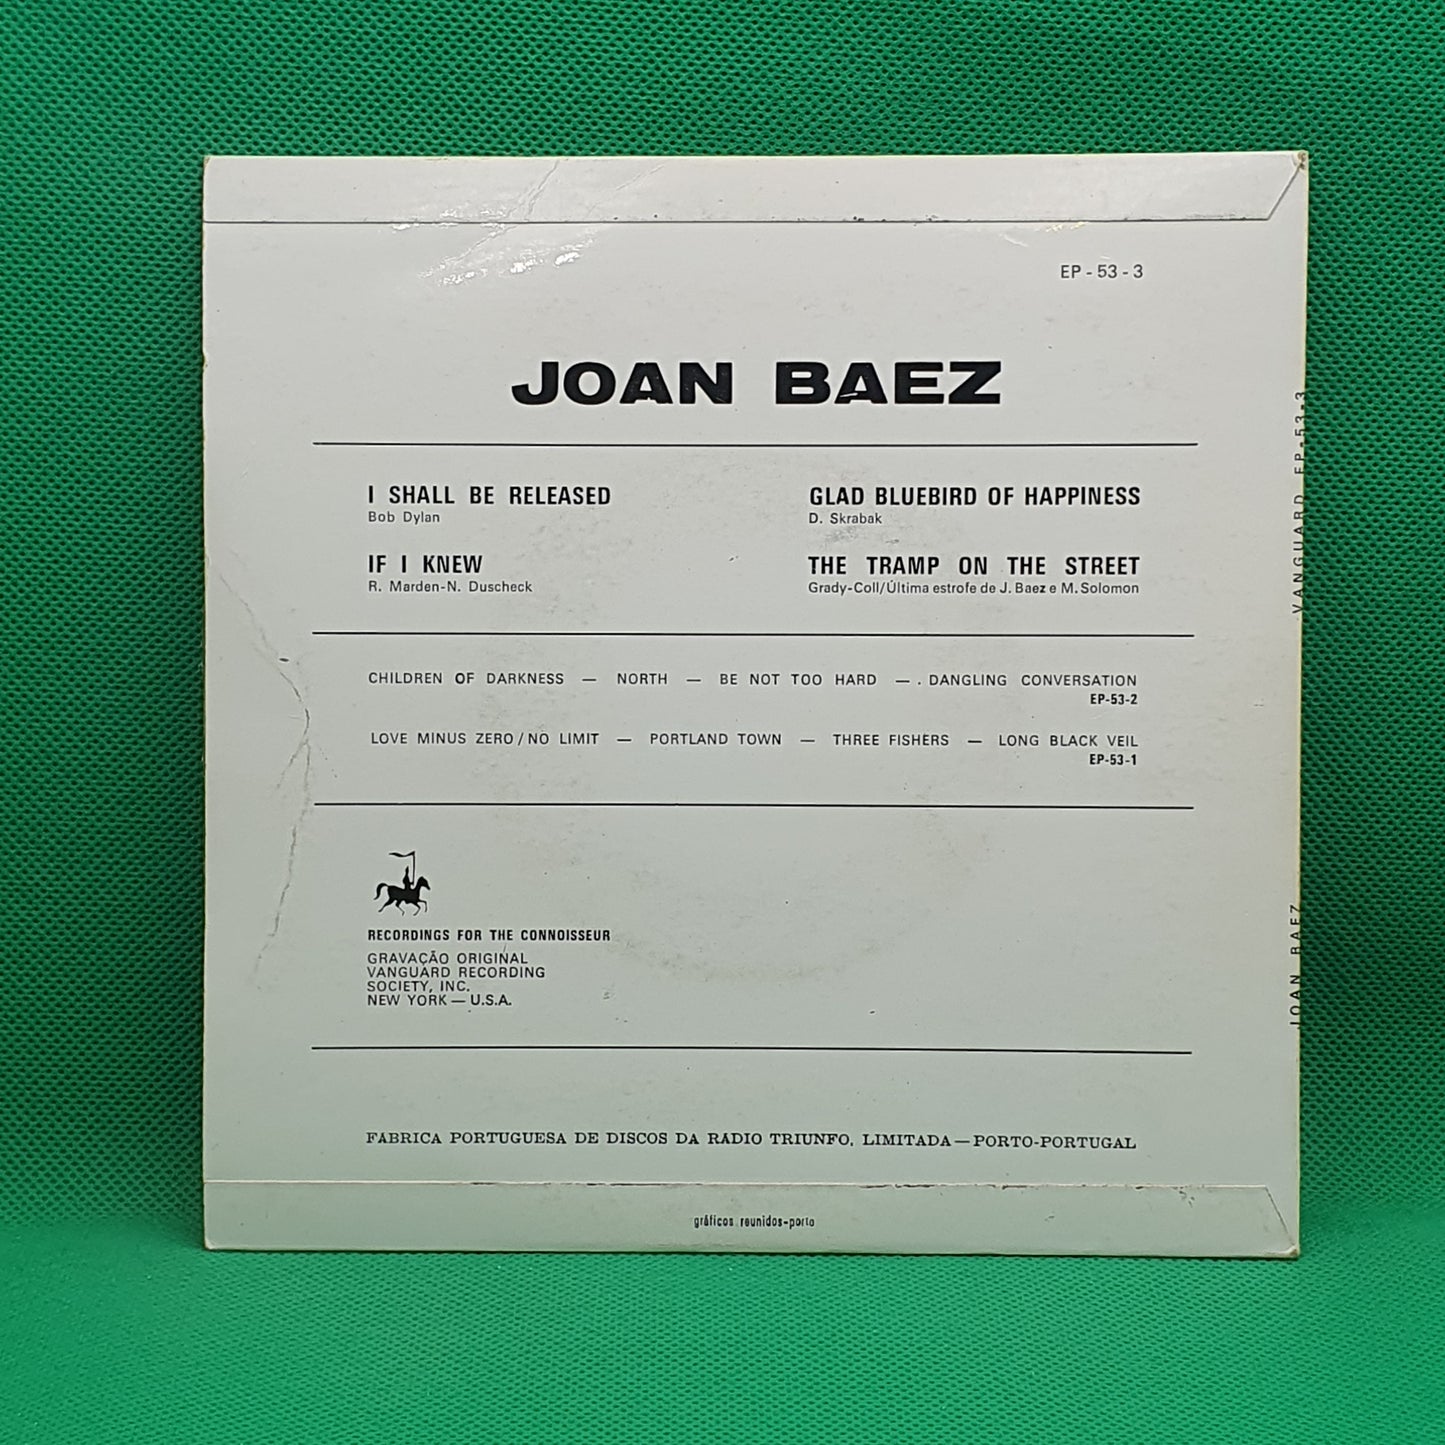 EP - 53 - 3
JOAN BAEZ
I SHALL BE RELEASED
Bob Dylan
IF I KNEW
R. Marden-N. Duscheck
GLAD BLUEBIRD OF HAPPINESS
D. Skrabak
THE TRAMP ON THE STREET
Grady-Coll/Última estrofe de J. Baez e M. Solomon
CHILDREN OF DARKNESS — NORTH — BE NOT TOO HARD — . DANGLING CONVERSATION
EP-53-2
LOVE MINUS ZERO / NO LIMIT — PORTLAND TOWN — THREE FISHERS — LONG BLACK VEIL
EP-53-1
RECORDINGS FOR THE CONNOISSEUR
GRAVAÇÃO ORIGINAL
VANGUARD RECORDING
SOCIETY, INC.
NEW YORK — U.S.A.
FABRICA PORTUGUESA DE DISCOS DA RADIO TRIUNFO, LIMITADA — PORTO-PORTUGAL
gráficos reunidos-porto
VANGUARD EP-53-3
JOAN BAEZ